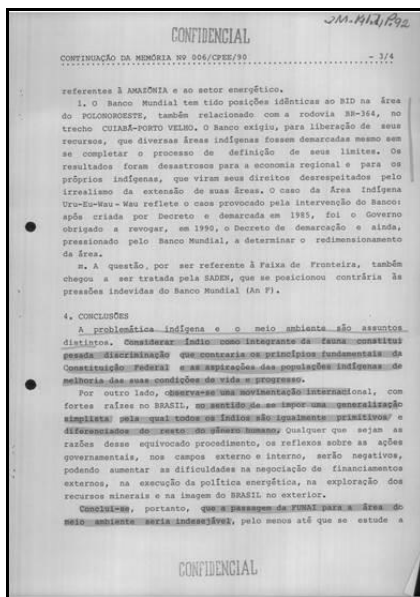 JM.1412,P.92
CONFIDENCIAL
CONTINUAÇÃO DA MEMÓRIA Nº 006/CPEE/90 - 3/4
referentes à AMAZÔNIA e ao setor energético.
l. O Banco Mundial tem tido posições idênticas ao BID na área
do POLONOROESTE, também relacionado com a rodovia BR-364, no
trecho CUIABÁ-PORTO VELHO. O Banco exigiu, para liberação de seus
recursos, que diversas áreas indígenas fossem demarcadas mesmo sem
se completar o processo de definição de seus limites. Os
resultados foram desastrosos para a economia regional e para os
próprios indígenas, que viram seus direitos desrespeitados pelo
irrealismo da extensão de suas áreas. O caso da Área Indígena
Uru-Eu-Wau - Wau reflete o caos provocado pela intervenção do Banco:
após criada por Decreto e demarcada em 1985, foi o Governo
obrigado a revogar, em 1990, o Decreto de demarcação e ainda,
pressionado pelo Banco Mundial, a determinar o redimensionamento
da área.
m. A questão, por ser referente à Faixa de Fronteira, também
chegou a ser tratada pela SADEN, que se posicionou contrária às
pressões indevidas do Banco Mundial (An F).
4. CONCLUSÕES
A problemática indígena e o meio ambiente são assuntos
distintos. Considerar índio como integrante da fauna constitui
pesada discriminação que contraria os princípios fundamentais da
Constituição Federal e as aspirações das populações indígenas de
melhoria das suas condições de vida e progresso.
Por outro lado, observa-se uma movimentação internacional, com
fortes raízes no BRASIL, no sentido de se impor uma generalização
simplista pela qual todos os índios são igualmente primitivos e
diferenciados do resto do gênero humano. Qualquer que sejam as
razões desse equivocado procedimento, os reflexos sobre as ações
governamentais, nos campos externo e interno, serão negativos,
podendo aumentar as dificuldades na negociação de financiamentos
externos, na execução da política energética, na exploração dos
recursos minerais e na imagem do BRASIL no exterior.
Conclui-se, portanto, que a passagem da FUNAI para a área do
meio ambiente seria indesejável, pelo menos até que se estude a
CONFIDENCIAL